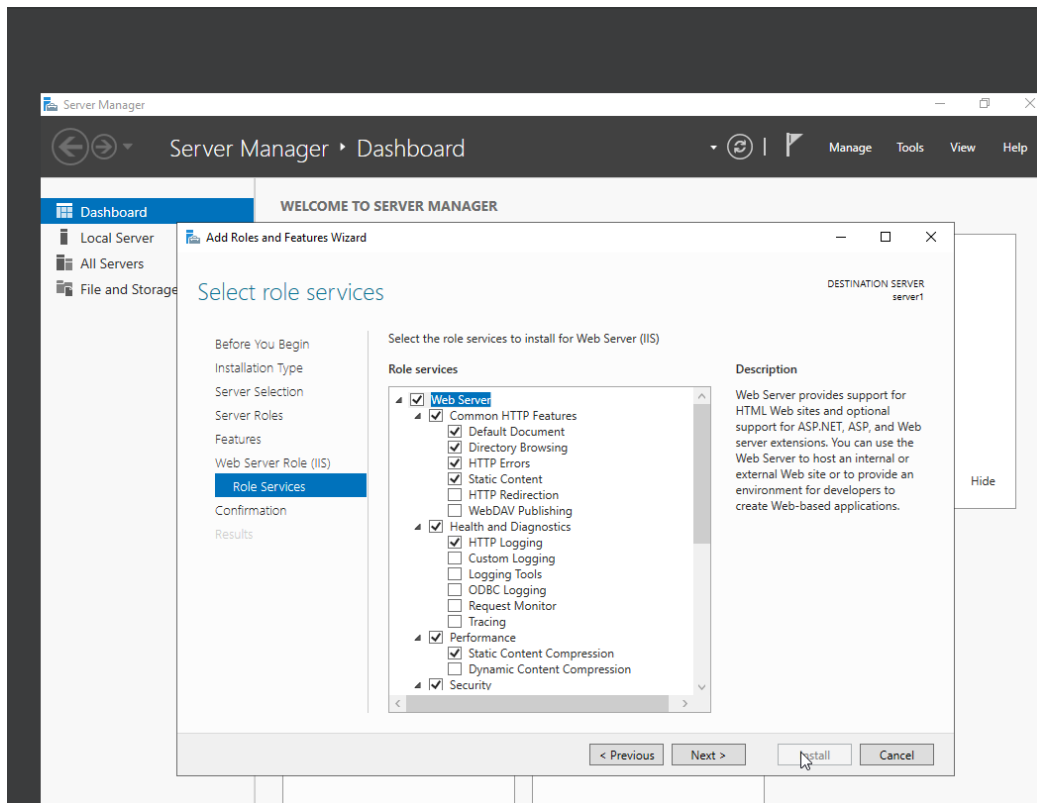 Server Manager
Server Manager ‣ Dashboard
Manage Tools View Help
Dashboard
Local Server
All Servers
File and Storage
WELCOME TO SERVER MANAGER
Add Roles and Features Wizard
Select role services
DESTINATION SERVER
server1
Before You Begin
Installation Type
Server Selection
Server Roles
Features
Web Server Role (IIS)
Role Services
Confirmation
Results
Select the role services to install for Web Server (IIS)
Role services
Web Server
Common HTTP Features
Default Document
Directory Browsing
HTTP Errors
Static Content
HTTP Redirection
WebDAV Publishing
Health and Diagnostics
HTTP Logging
Custom Logging
Logging Tools
ODBC Logging
Request Monitor
Tracing
Performance
Static Content Compression
Dynamic Content Compression
Security
Description
Web Server provides support for
HTML Web sites and optional
support for ASP.NET, ASP, and Web
server extensions. You can use the
Web Server to host an internal or
external Web site or to provide an
environment for developers to
create Web-based applications.
Hide
< Previous Next > Install Cancel